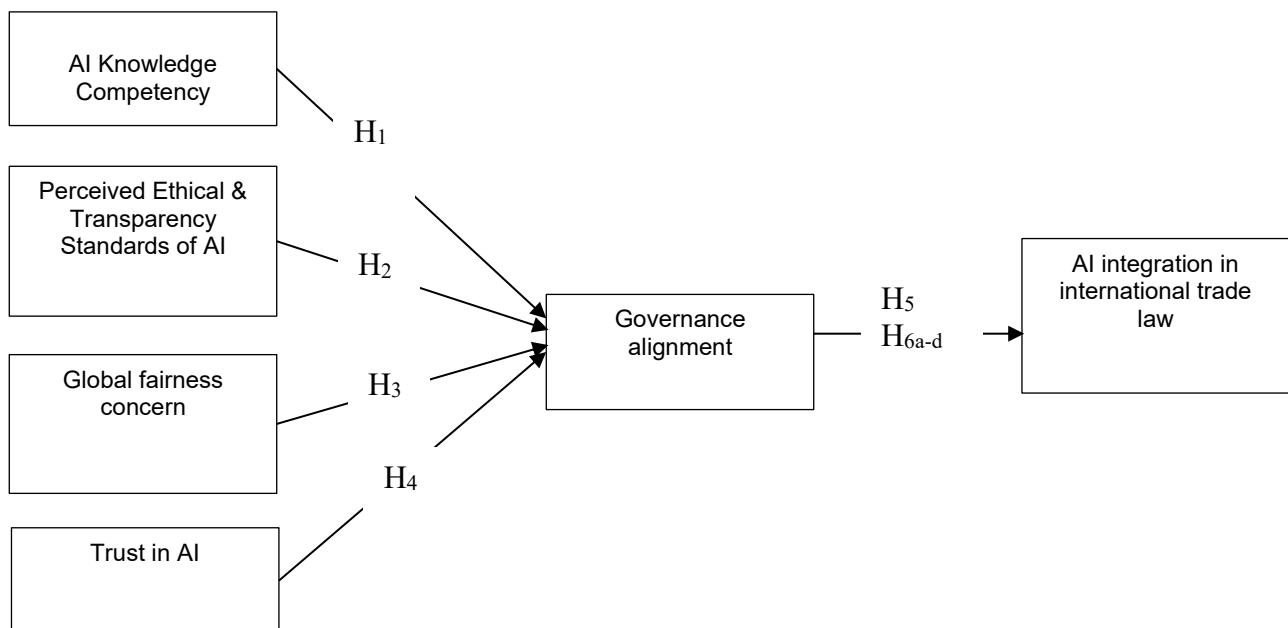 AI Knowledge
Competency
H1
Perceived Ethical &
Transparency
Standards of AI
H2
Global fairness
concern
H3
Trust in AI
H4
Governance
alignment
H5
H6a-d
AI integration in
international trade
law